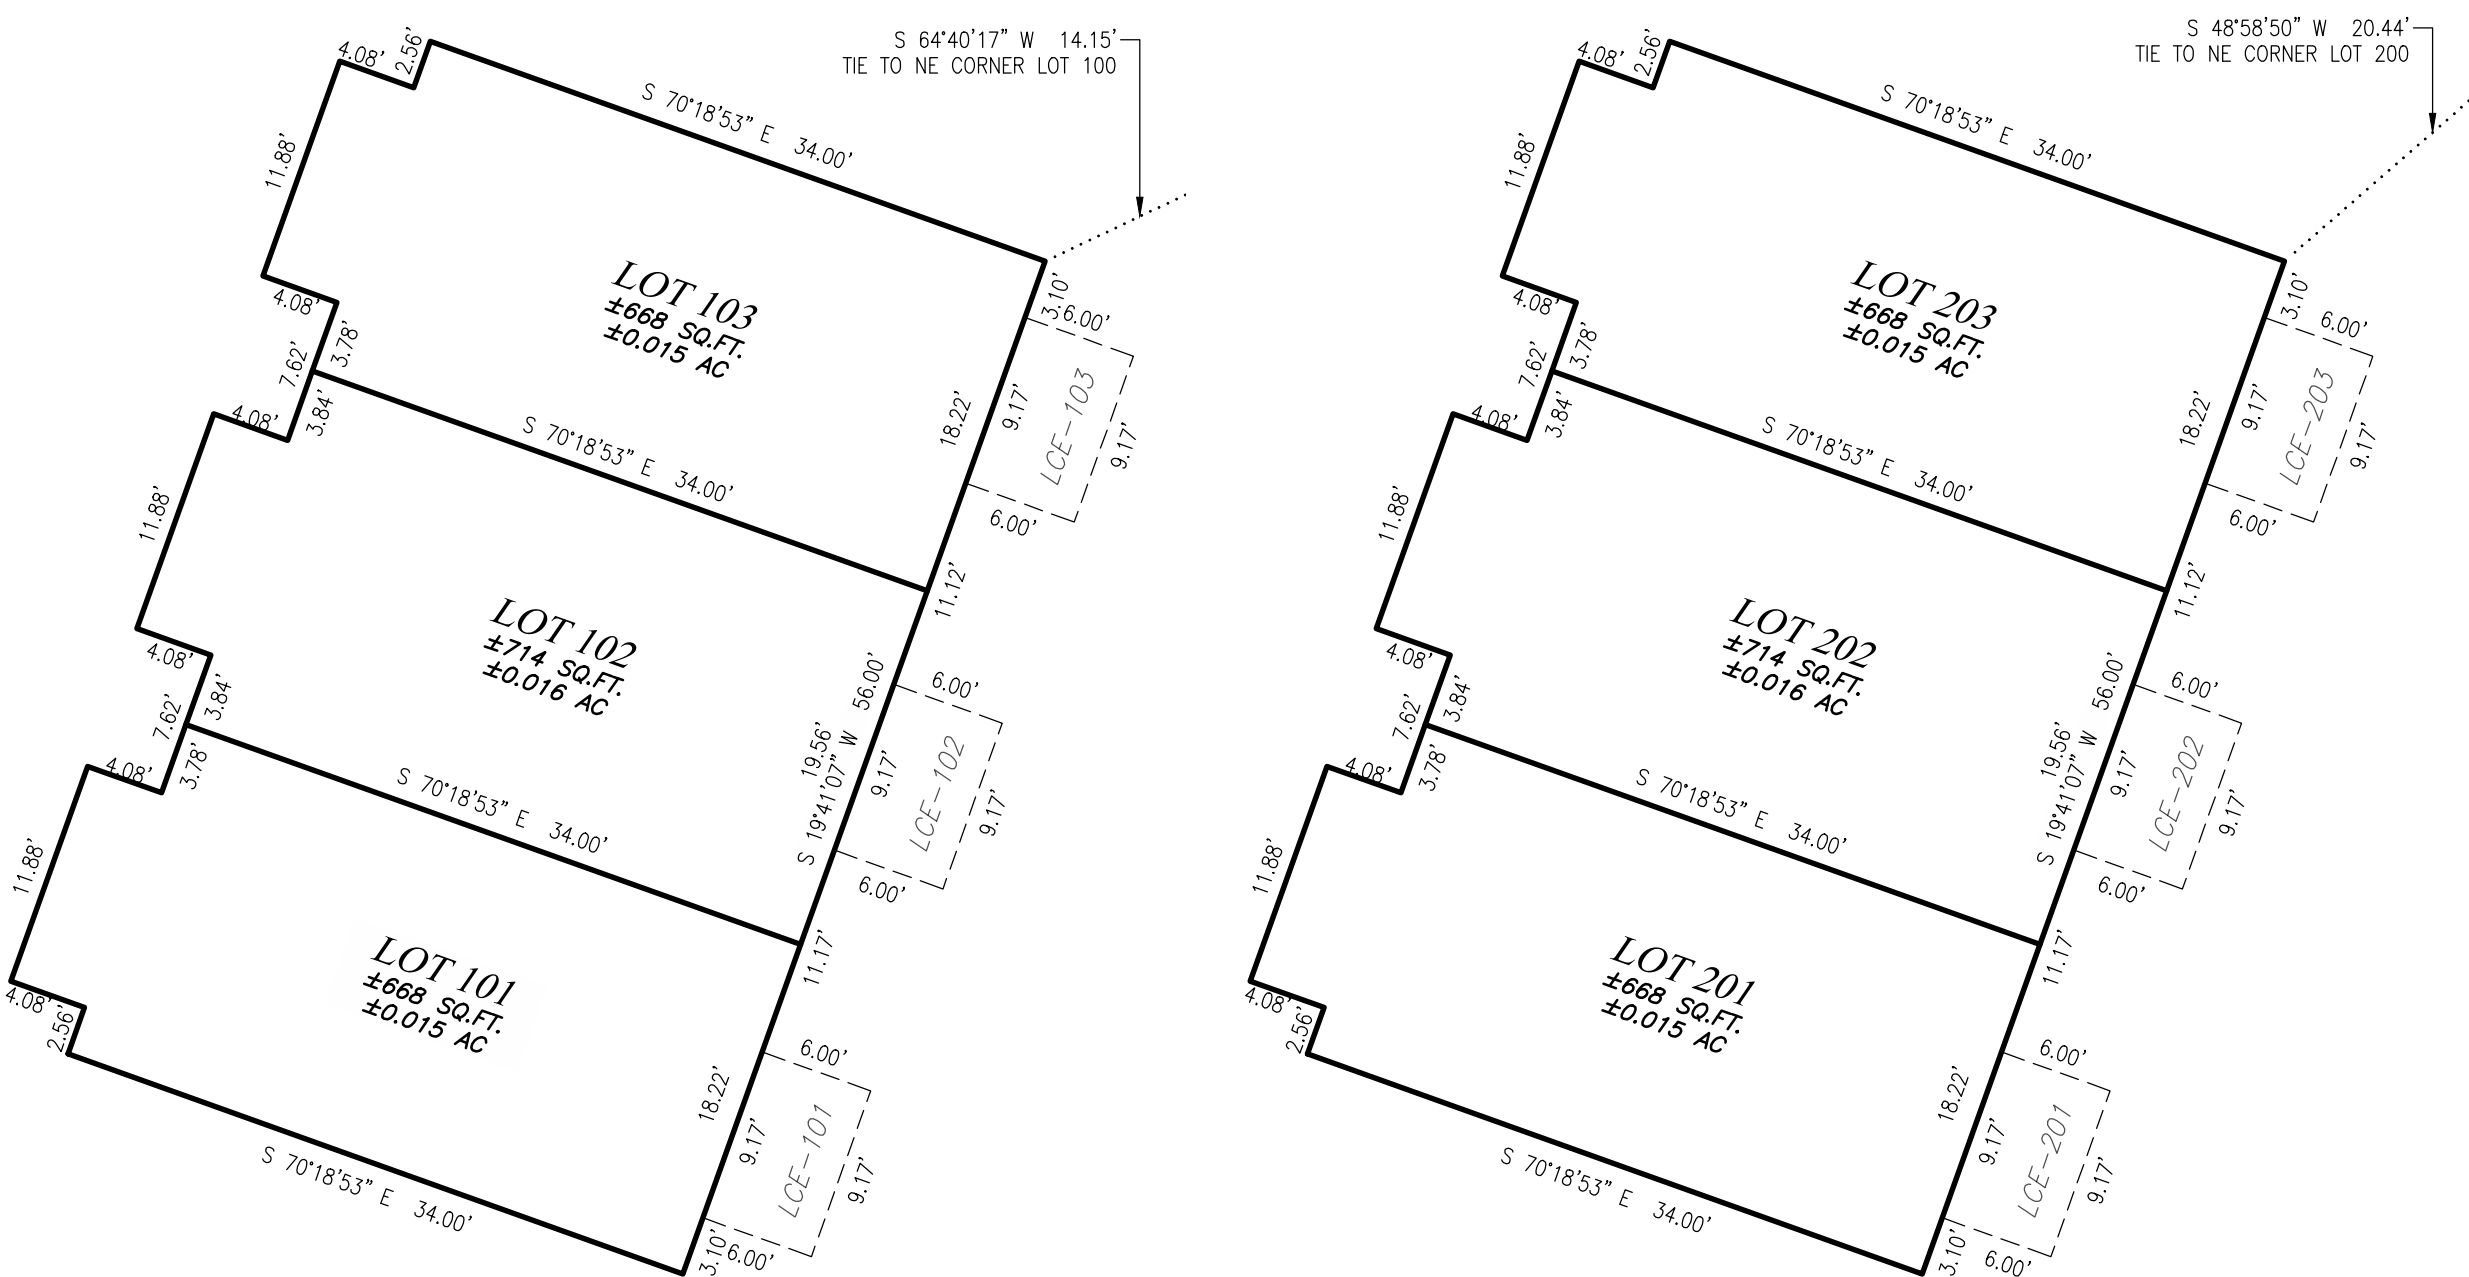 S 64°40'17" W 14.15'
TIE TO NE CORNER LOT 100
4.08'
2.56'
S 70°18'53" E 34.00'
11.88'
LOT 103
±668 SQ.FT.
±0.015 AC
3.10'
6.00'
4.08'
3.78'
7.62'
18.22'
9.17'
LCE-103
9.17'
6.00'
4.08'
3.84'
S 70°18'53" E 34.00'
11.88'
11.12'
LOT 102
±714 SQ.FT.
±0.016 AC
4.08'
3.84'
7.62'
6.00'
19.56'
S 19°41'07" W 56.00'
9.17'
LCE-102
9.17'
6.00'
4.08'
3.78'
S 70°18'53" E 34.00'
11.88'
11.17'
LOT 101
±668 SQ.FT.
±0.015 AC
4.08'
2.56'
6.00'
18.22'
9.17'
LCE-101
9.17'
S 70°18'53" E 34.00'
3.10'
6.00'
S 48°58'50" W 20.44'
TIE TO NE CORNER LOT 200
4.08'
2.56'
S 70°18'53" E 34.00'
11.88'
LOT 203
±668 SQ.FT.
±0.015 AC
3.10'
6.00'
4.08'
3.78'
7.62'
18.22'
9.17'
LCE-203
9.17'
6.00'
4.08'
3.84'
S 70°18'53" E 34.00'
11.88'
11.12'
LOT 202
±714 SQ.FT.
±0.016 AC
4.08'
3.84'
7.62'
6.00'
19.56'
S 19°41'07" W 56.00'
9.17'
LCE-202
9.17'
6.00'
4.08'
3.78'
S 70°18'53" E 34.00'
11.88'
11.17'
LOT 201
±668 SQ.FT.
±0.015 AC
4.08'
2.56'
6.00'
18.22'
9.17'
LCE-201
9.17'
S 70°18'53" E 34.00'
3.10'
6.00'